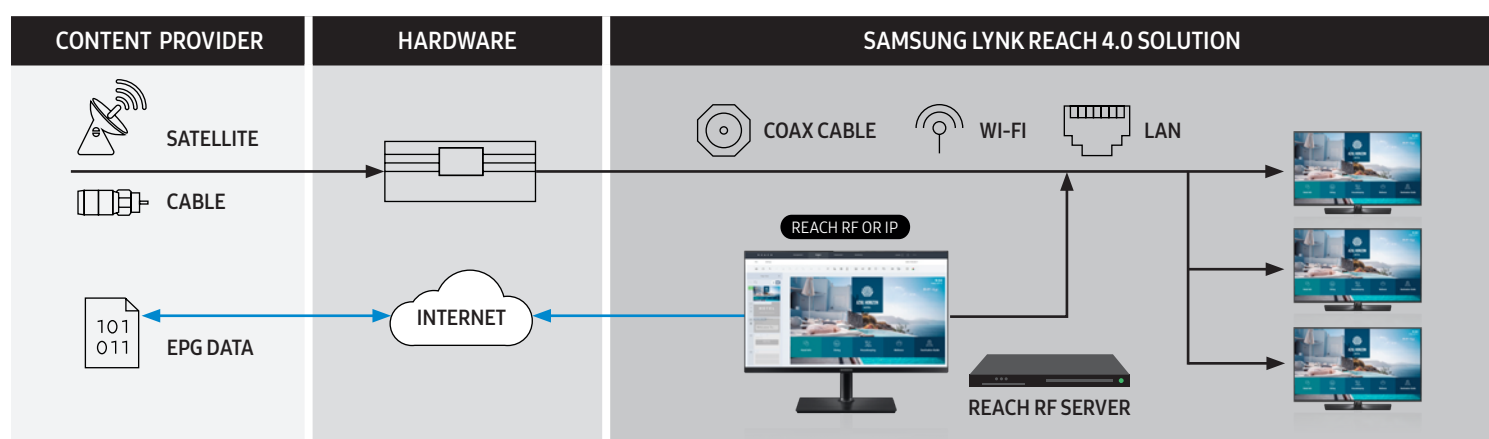 CONTENT PROVIDER
HARDWARE
SAMSUNG LYNK REACH 4.0 SOLUTION
SATELLITE
CABLE
COAX CABLE
WI-FI
LAN
REACH RF OR IP
101
011
EPG DATA
INTERNET
REACH RF SERVER